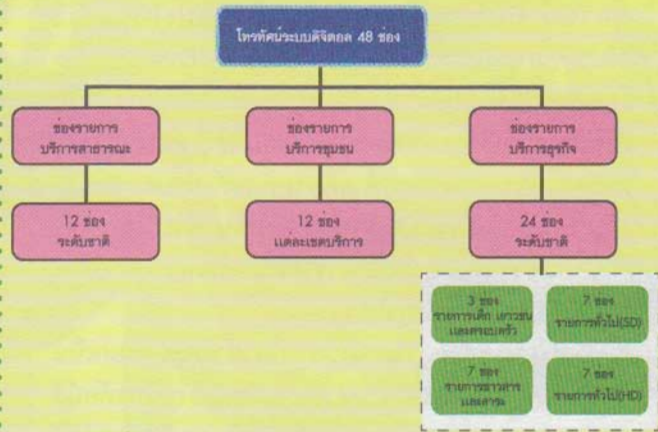 โทรทัศน์ระบบดิจิตอล 48 ช่อง
ช่องรายการ
บริการสาธารณะ
ช่องรายการ
บริการชุมชน
ช่องรายการ
บริการธุรกิจ
12 ช่อง
ระดับชาติ
12 ช่อง
แต่ละเขตบริการ
24 ช่อง
ระดับชาติ
3 ช่อง
รายการเด็ก เยาวชน
และครอบครัว
7 ช่อง
รายการทั่วไป(SD)
7 ช่อง
รายการข่าวสาร
และสาระ
7 ช่อง
รายการทั่วไป(HD)